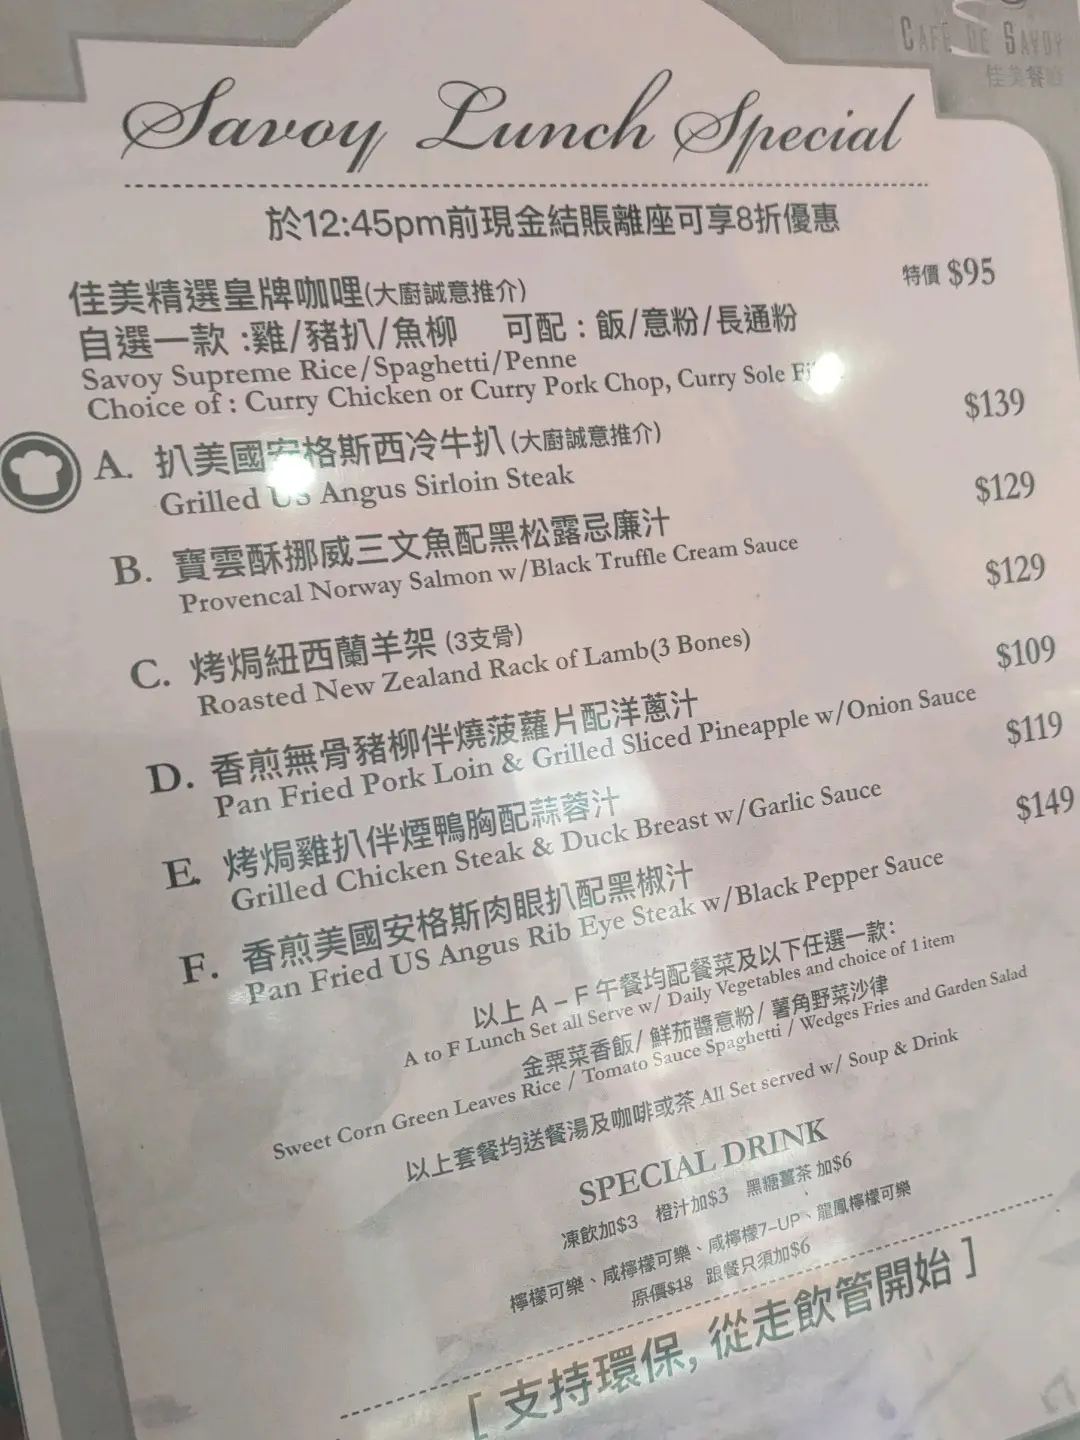 CAFÉ DE SAVOY
佳美餐廳
Savoy Lunch Special
於12:45pm前現金結賬離座可享8折優惠
佳美精選皇牌咖哩(大廚誠意推介) 特價 $95
自選一款 :雞/豬扒/魚柳 可配 : 飯/意粉/長通粉
Savoy Supreme Rice/Spaghetti/Penne
Choice of : Curry Chicken or Curry Pork Chop, Curry Sole
A. 扒美國安格斯西冷牛扒 (大廚誠意推介) $139
Grilled US Angus Sirloin Steak
B. 寶雲酥挪威三文魚配黑松露忌廉汁 $129
Provencal Norway Salmon w/Black Truffle Cream Sauce
C. 烤焗紐西蘭羊架 (3支骨) $129
Roasted New Zealand Rack of Lamb(3 Bones)
D. 香煎無骨豬柳伴燒菠蘿片配洋蔥汁 $109
Pan Fried Pork Loin & Grilled Sliced Pineapple w/Onion Sauce
E. 烤焗雞扒伴煙鴨胸配蒜蓉汁 $119
Grilled Chicken Steak & Duck Breast w/Garlic Sauce
F. 香煎美國安格斯肉眼扒配黑椒汁 $149
Pan Fried US Angus Rib Eye Steak w/Black Pepper Sauce
以上 A – F 午餐均配餐菜及以下任選一款:
A to F Lunch Set all Serve w/ Daily Vegetables and choice of 1 item
金粟菜香飯/ 鮮茄醬意粉/ 薯角野菜沙律
Sweet Corn Green Leaves Rice / Tomato Sauce Spaghetti / Wedges Fries and Garden Salad
以上套餐均送餐湯及咖啡或茶 All Set served w/ Soup & Drink
SPECIAL DRINK
凍飲加$3 橙汁加$3 黑糖薑茶 加$6
檸檬可樂、咸檸檬可樂、咸檸檬7-UP、龍鳳檸檬可樂
原價$18 跟餐只須加$6
[ 支持環保, 從走飲管開始 ]